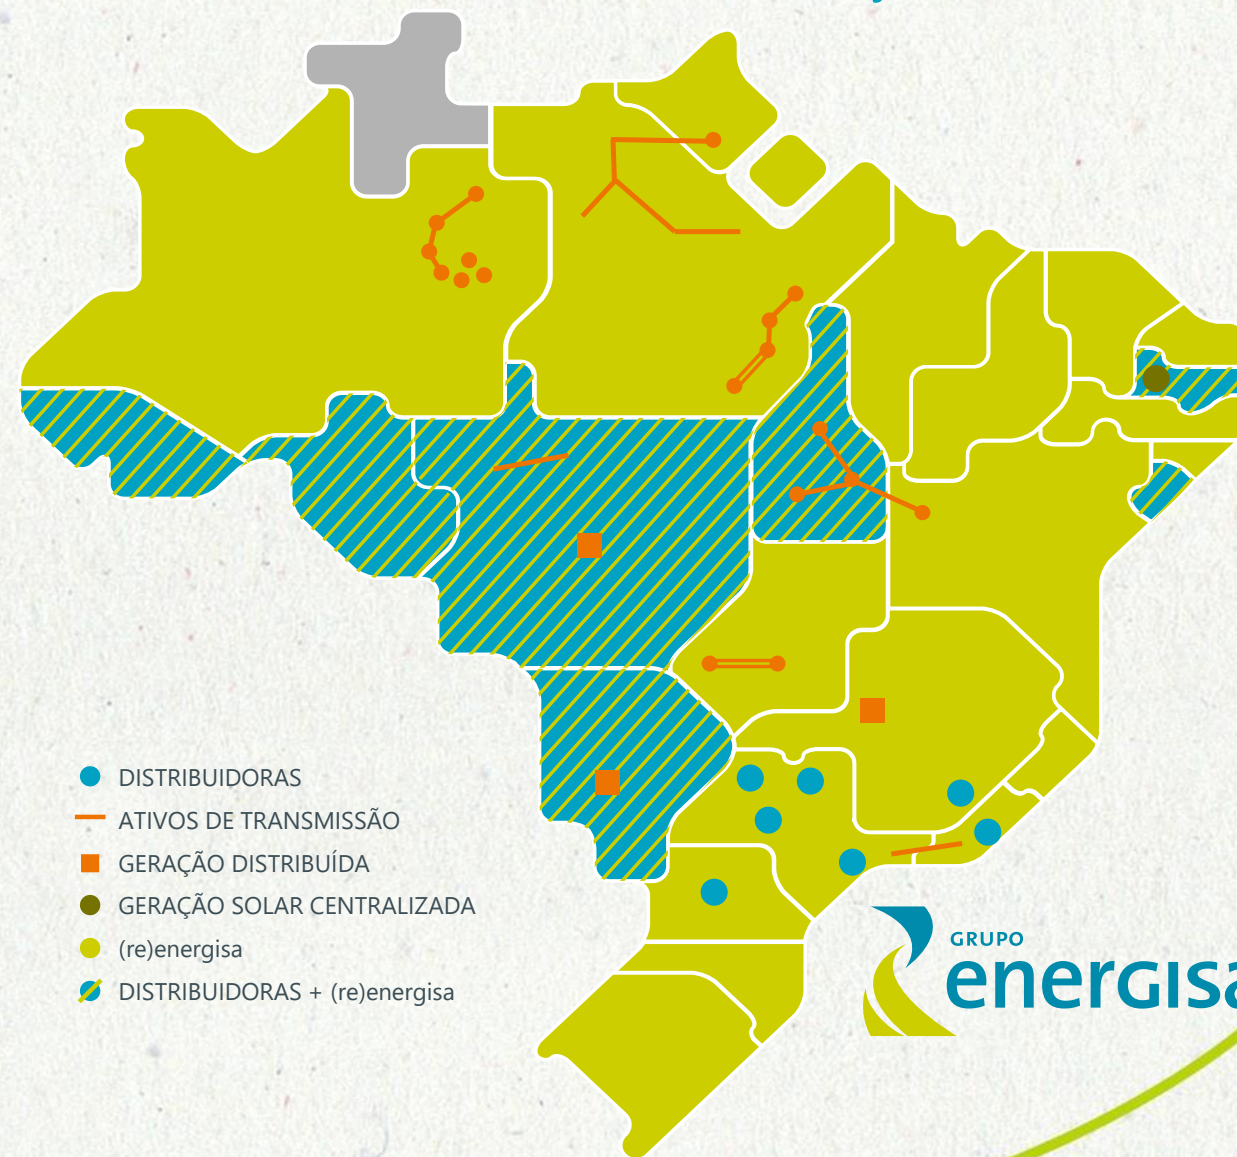 DISTRIBUIDORAS
ATIVOS DE TRANSMISSÃO
GERAÇÃO DISTRIBUÍDA
GERAÇÃO SOLAR CENTRALIZADA
(re)energisa
DISTRIBUIDORAS + (re)energisa
GRUPO
energisa